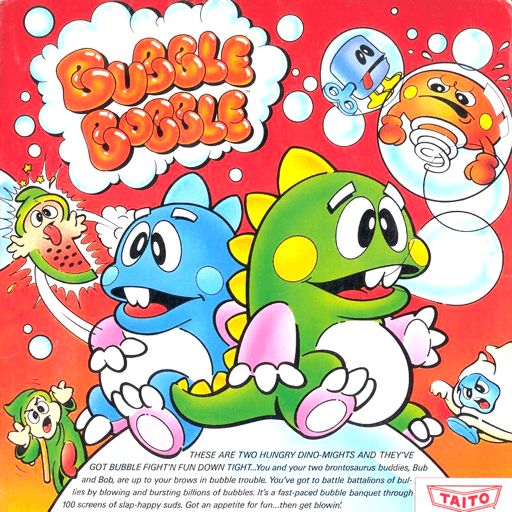 BUBBLE
BOBBLE
THESE ARE TWO HUNGRY DINO-MIGHTS AND THEY'VE
GOT BUBBLE FIGHT'N FUN DOWN TIGHT...You and your two brontosaurus buddies, Bub
and Bob, are up to your brows in bubble trouble. You've got to battle battalions of bul-
lies by blowing and bursting billions of bubbles. It's a fast-paced bubble banquet through
100 screens of slap-happy suds. Got an appetite for fun...then get blowin'.
TAITO